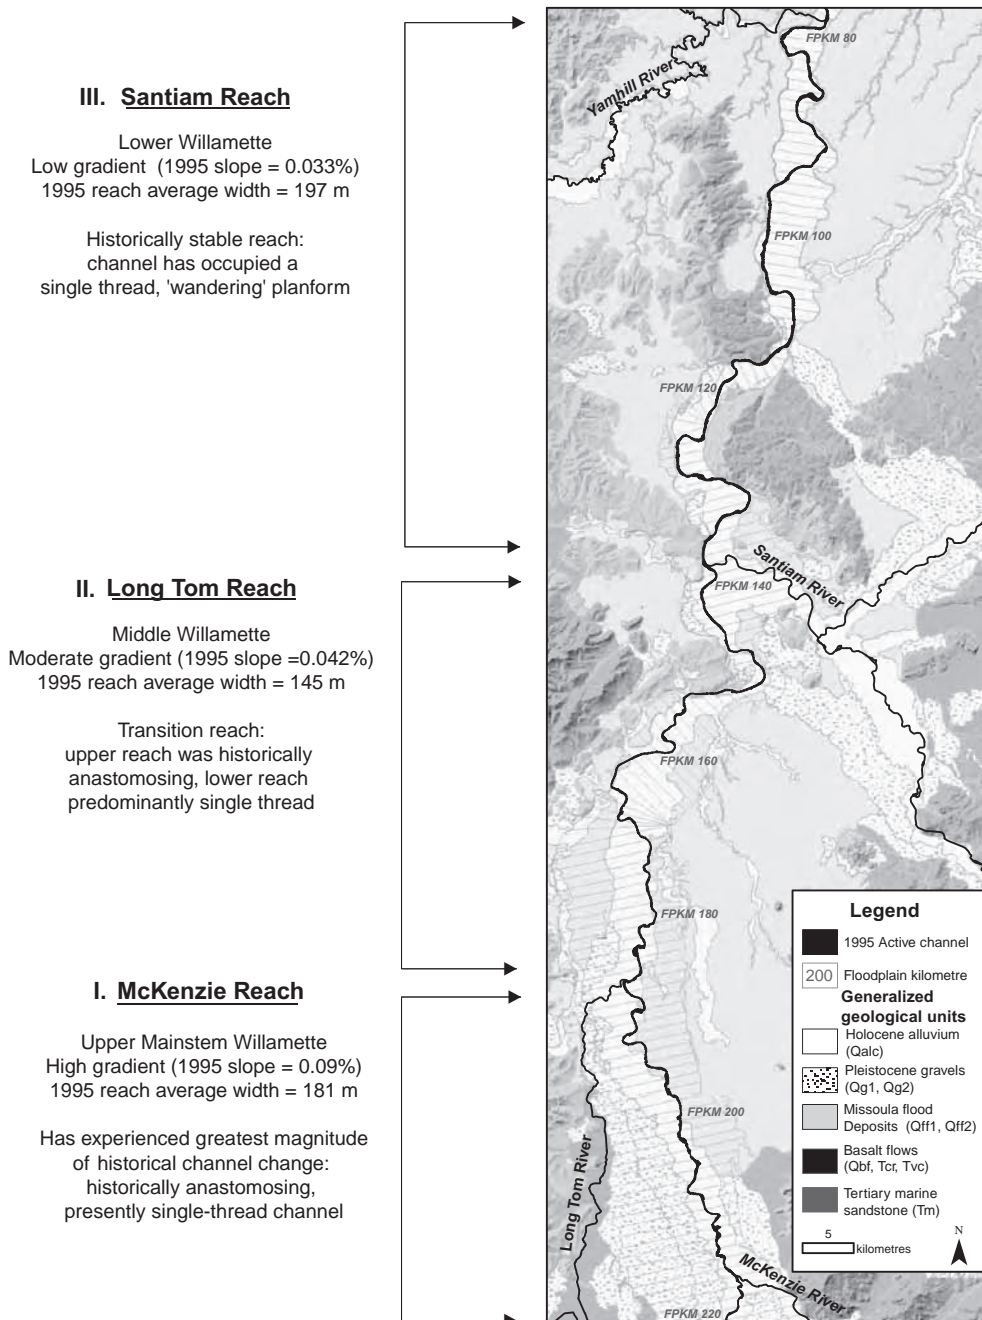 III. Santiam Reach
Lower Willamette
Low gradient (1995 slope = 0.033%)
1995 reach average width = 197 m
Historically stable reach:
channel has occupied a
single thread, 'wandering' planform
II. Long Tom Reach
Middle Willamette
Moderate gradient (1995 slope =0.042%)
1995 reach average width = 145 m
Transition reach:
upper reach was historically
anastomosing, lower reach
predominantly single thread
I. McKenzie Reach
Upper Mainstem Willamette
High gradient (1995 slope = 0.09%)
1995 reach average width = 181 m
Has experienced greatest magnitude
of historical channel change:
historically anastomosing,
presently single-thread channel
FPKM 80
Yamhill River
FPKM 100
FPKM 120
Santiam River
FPKM 140
FPKM 160
FPKM 180
FPKM 200
Long Tom River
McKenzie River
FPKM 220
Legend
1995 Active channel
200 Floodplain kilometre
Generalized
geological units
Holocene alluvium
(Qalc)
Pleistocene gravels
(Qg1, Qg2)
Missoula flood
Deposits (Qff1, Qff2)
Basalt flows
(Qbf, Tcr, Tvc)
Tertiary marine
sandstone (Tm)
5
kilometres
N